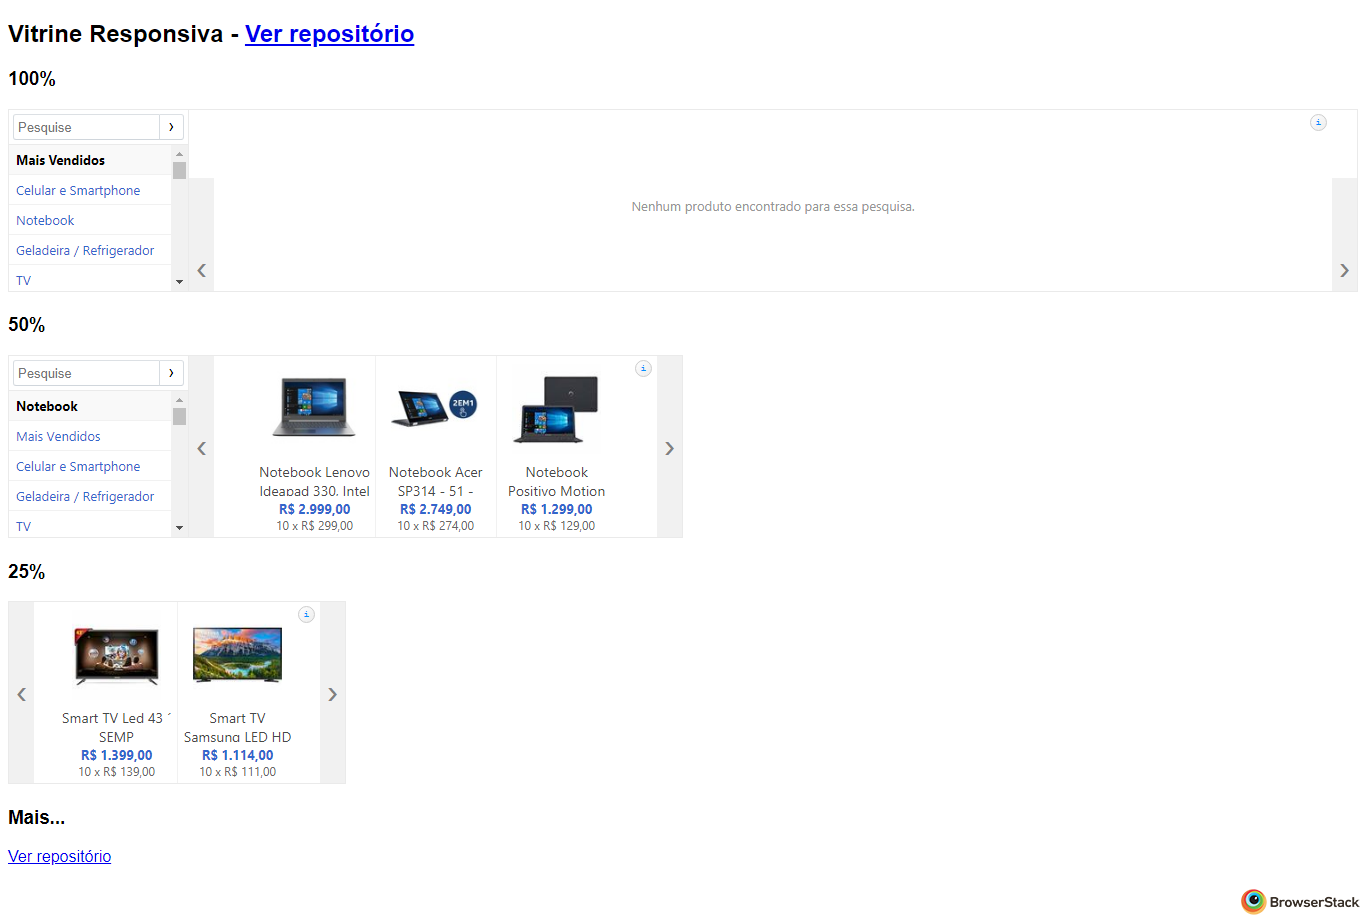 Vitrine Responsiva - Ver repositório
100%
Pesquise ›
Mais Vendidos
Celular e Smartphone
Notebook
Geladeira / Refrigerador
TV
‹
i
Nenhum produto encontrado para essa pesquisa.
›
50%
Pesquise ›
Notebook
Mais Vendidos
Celular e Smartphone
Geladeira / Refrigerador
TV
‹
Notebook Lenovo
Ideapad 330, Intel
R$ 2.999,00
10 x R$ 299,00
2EM1
Notebook Acer
SP314 - 51 -
R$ 2.749,00
10 x R$ 274,00
i
Notebook
Positivo Motion
R$ 1.299,00
10 x R$ 129,00
›
25%
‹
Smart TV Led 43
SEMP
R$ 1.399,00
10 x R$ 139,00
i
Smart TV
Samsung LED HD
R$ 1.114,00
10 x R$ 111,00
›
Mais...
Ver repositório
BrowserStack